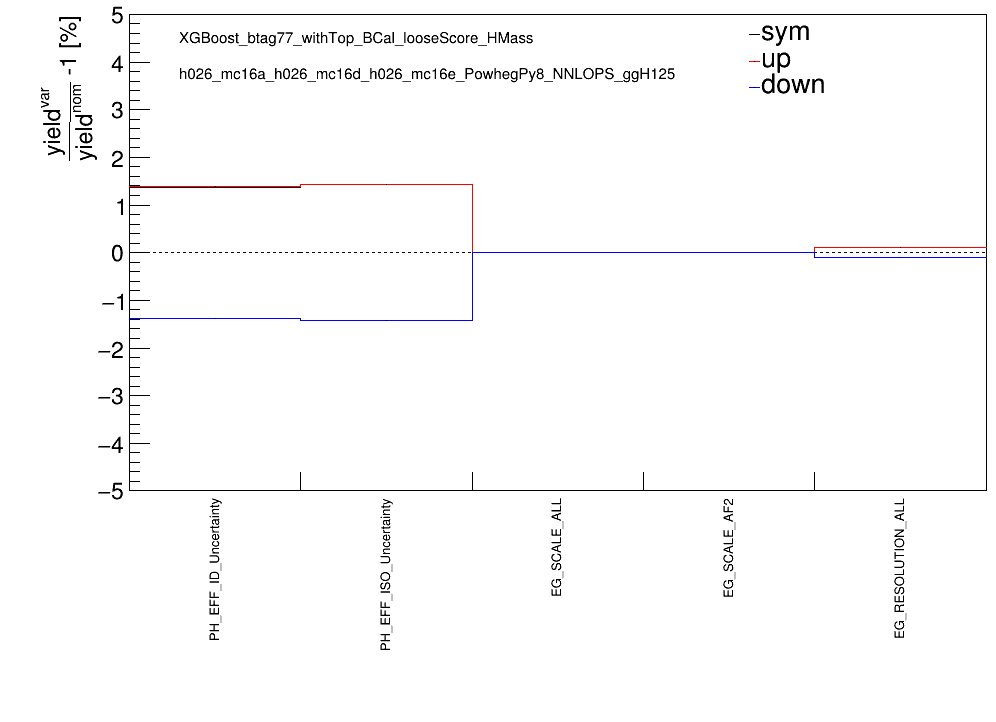 5
4
3
2
1
0
−1
−2
−3
−4
−5
yield^var
yield^nom -1 [%]
XGBoost_btag77_withTop_BCal_looseScore_HMass
h026_mc16a_h026_mc16d_h026_mc16e_PowhegPy8_NNLOPS_ggH125
sym
up
down
PH_EFF_ID_Uncertainty
PH_EFF_ISO_Uncertainty
EG_SCALE_ALL
EG_SCALE_AF2
EG_RESOLUTION_ALL